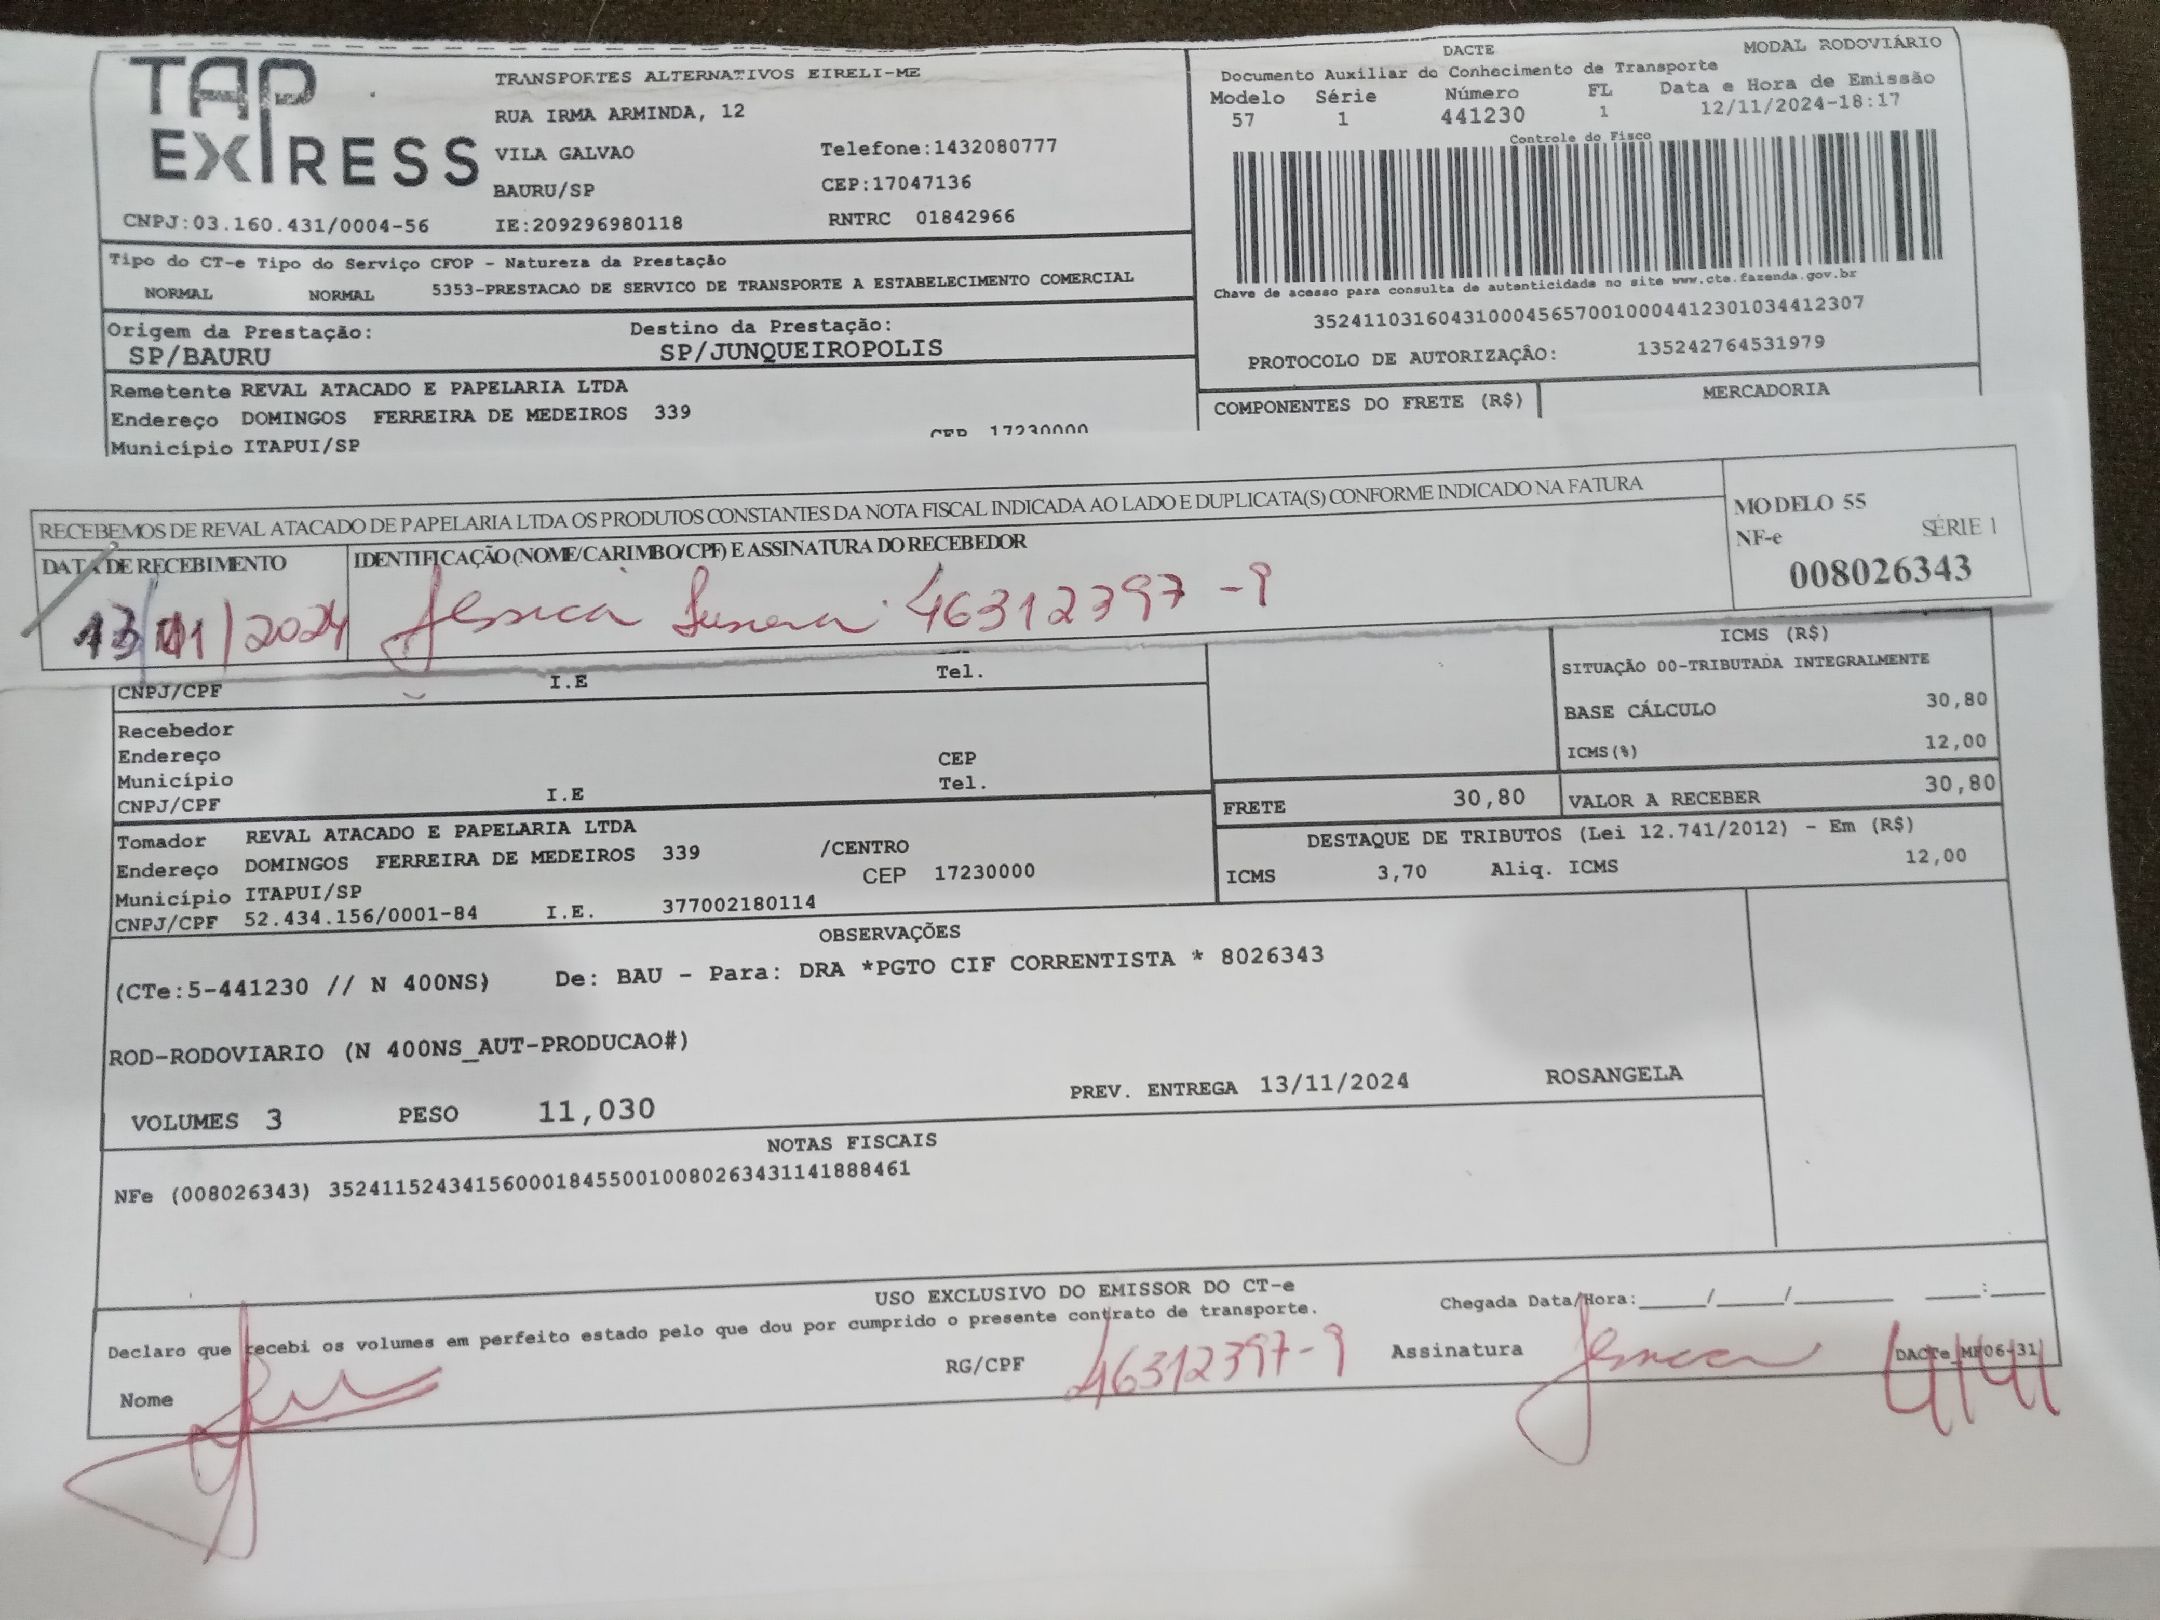 TAP
EXPRESS
TRANSPORTES ALTERNATIVOS EIRELI-ME
RUA IRMA ARMINDA, 12
VILA GALVAO Telefone:1432080777
BAURU/SP CEP:17047136
CNPJ:03.160.431/0004-56 IE:209296980118 RNTRC 01842966
DACTE MODAL RODOVIÁRIO
Documento Auxiliar do Conhecimento de Transporte
Modelo Série Número FL Data e Hora de Emissão
57 1 441230 1 12/11/2024-18:17
Controle do Fisco
Chave de acesso para consulta de autenticidade no site www.cte.fazenda.gov.br
35241103160431000456570010004412301034412307
PROTOCOLO DE AUTORIZAÇÃO: 135242764531979
Tipo do CT-e Tipo do Serviço CFOP - Natureza da Prestação
NORMAL NORMAL 5353-PRESTACAO DE SERVICO DE TRANSPORTE A ESTABELECIMENTO COMERCIAL
Origem da Prestação: Destino da Prestação:
SP/BAURU SP/JUNQUEIROPOLIS
Remetente REVAL ATACADO E PAPELARIA LTDA
Endereço DOMINGOS FERREIRA DE MEDEIROS 339
Município ITAPUI/SP CEP 17230000
COMPONENTES DO FRETE (R$) MERCADORIA
RECEBEMOS DE REVAL ATACADO DE PAPELARIA LTDA OS PRODUTOS CONSTANTES DA NOTA FISCAL INDICADA AO LADO E DUPLICATA(S) CONFORME INDICADO NA FATURA
DATA DE RECEBIMENTO IDENTIFICAÇÃO (NOME/CARIMBO/CPF) E ASSINATURA DO RECEBEDOR
13/11/2024 Jessica 46312397-9
MODELO 55
NF-e SÉRIE 1
008026343
CNPJ/CPF I.E Tel.
Recebedor
Endereço CEP
Município Tel.
CNPJ/CPF I.E
ICMS (R$)
SITUAÇÃO 00-TRIBUTADA INTEGRALMENTE
BASE CÁLCULO 30,80
ICMS(%) 12,00
FRETE 30,80 VALOR A RECEBER 30,80
DESTAQUE DE TRIBUTOS (Lei 12.741/2012) - Em (R$)
ICMS 3,70 Aliq. ICMS 12,00
Tomador REVAL ATACADO E PAPELARIA LTDA
Endereço DOMINGOS FERREIRA DE MEDEIROS 339 /CENTRO
Município ITAPUI/SP CEP 17230000
CNPJ/CPF 52.434.156/0001-84 I.E. 377002180114
OBSERVAÇÕES
(CTe:5-441230 // N 400NS) De: BAU - Para: DRA *PGTO CIF CORRENTISTA * 8026343
ROD-RODOVIARIO (N 400NS_AUT-PRODUCAO#)
VOLUMES 3 PESO 11,030 PREV. ENTREGA 13/11/2024 ROSANGELA
NOTAS FISCAIS
NFe (008026343) 35241152434156000184550010080263431141888461
USO EXCLUSIVO DO EMISSOR DO CT-e
Declaro que recebi os volumes em perfeito estado pelo que dou por cumprido o presente contrato de transporte. Chegada Data/Hora:_____/_____/_______ ____:____
Nome RG/CPF 46312397-9 Assinatura Jessica DACTe_MF06-31